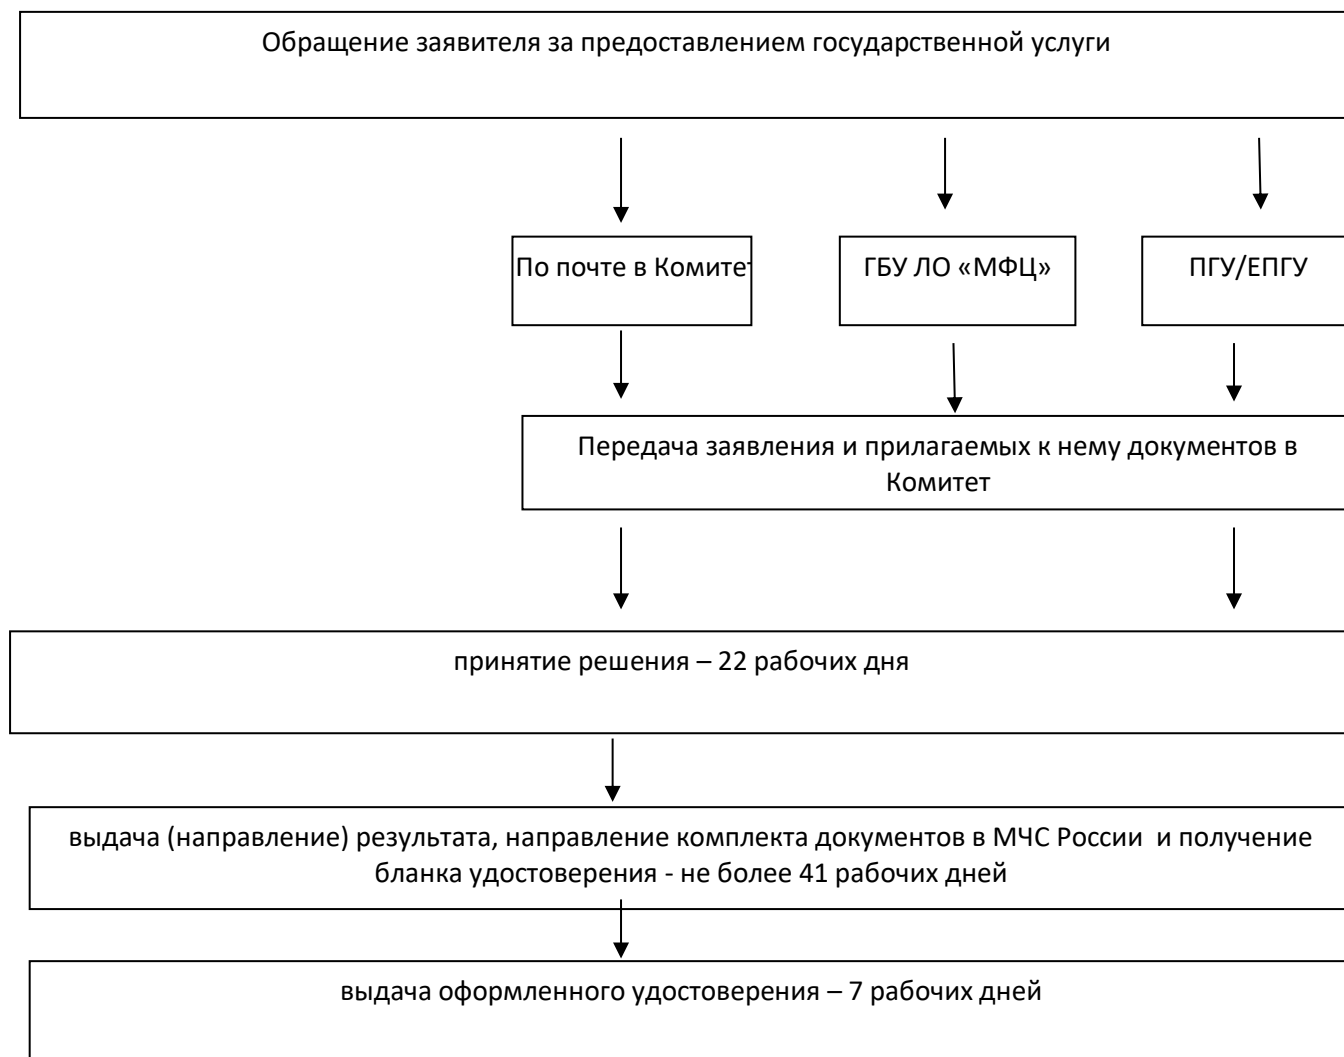 Обращение заявителя за предоставлением государственной услуги
По почте в Комитет
ГБУ ЛО «МФЦ»
ПГУ/ЕПГУ
Передача заявления и прилагаемых к нему документов в
Комитет
принятие решения – 22 рабочих дня
выдача (направление) результата, направление комплекта документов в МЧС России и получение
бланка удостоверения - не более 41 рабочих дней
выдача оформленного удостоверения – 7 рабочих дней